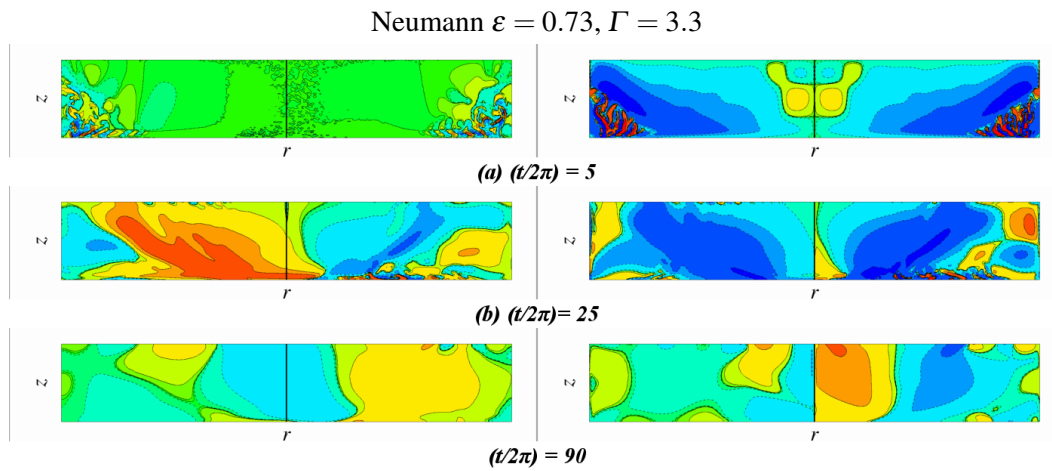 Neumann ε = 0.73, Γ = 3.3
z z
r r
(a) (t/2π) = 5
z z
r r
(b) (t/2π)= 25
z z
r r
(t/2π) = 90